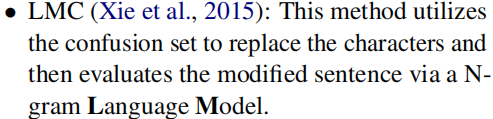 • LMC (Xie et al., 2015): This method utilizes
the confusion set to replace the characters and
then evaluates the modified sentence via a N-
gram Language Model.